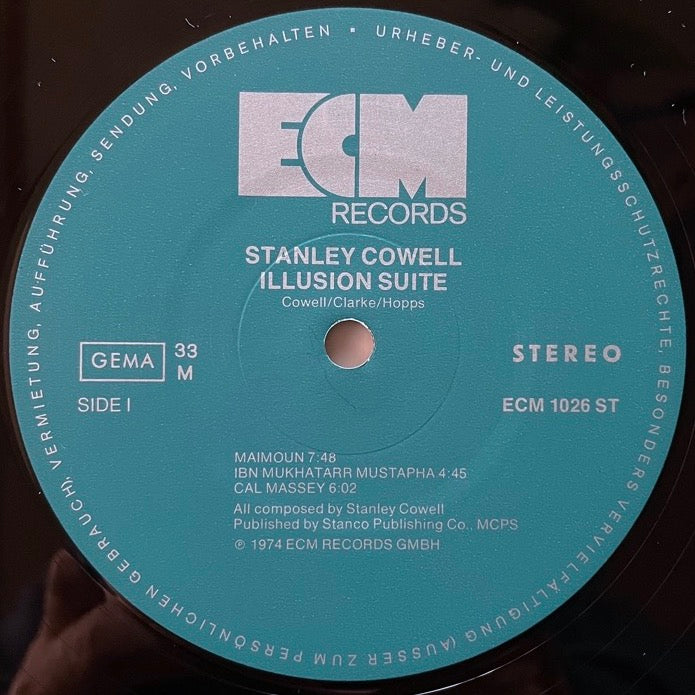 ECM
RECORDS
STANLEY COWELL
ILLUSION SUITE
Cowell/Clarke/Hopps
GEMA
33
M
STEREO
SIDE I
ECM 1026 ST
MAIMOUN 7:48
IBN MUKHATARR MUSTAPHA 4:45
CAL MASSEY 6:02
All composed by Stanley Cowell
Published by Stanco Publishing Co., MCPS
℗ 1974 ECM RECORDS GMBH
URHEBER- UND LEISTUNGSSCHUTZRECHTE, BESONDERS VERVIELFÄLTIGUNG (AUSSER ZUM PERSÖNLICHEN GEBRAUCH), VERMIETUNG, AUFFÜHRUNG, SENDUNG, VORBEHALTEN ▪